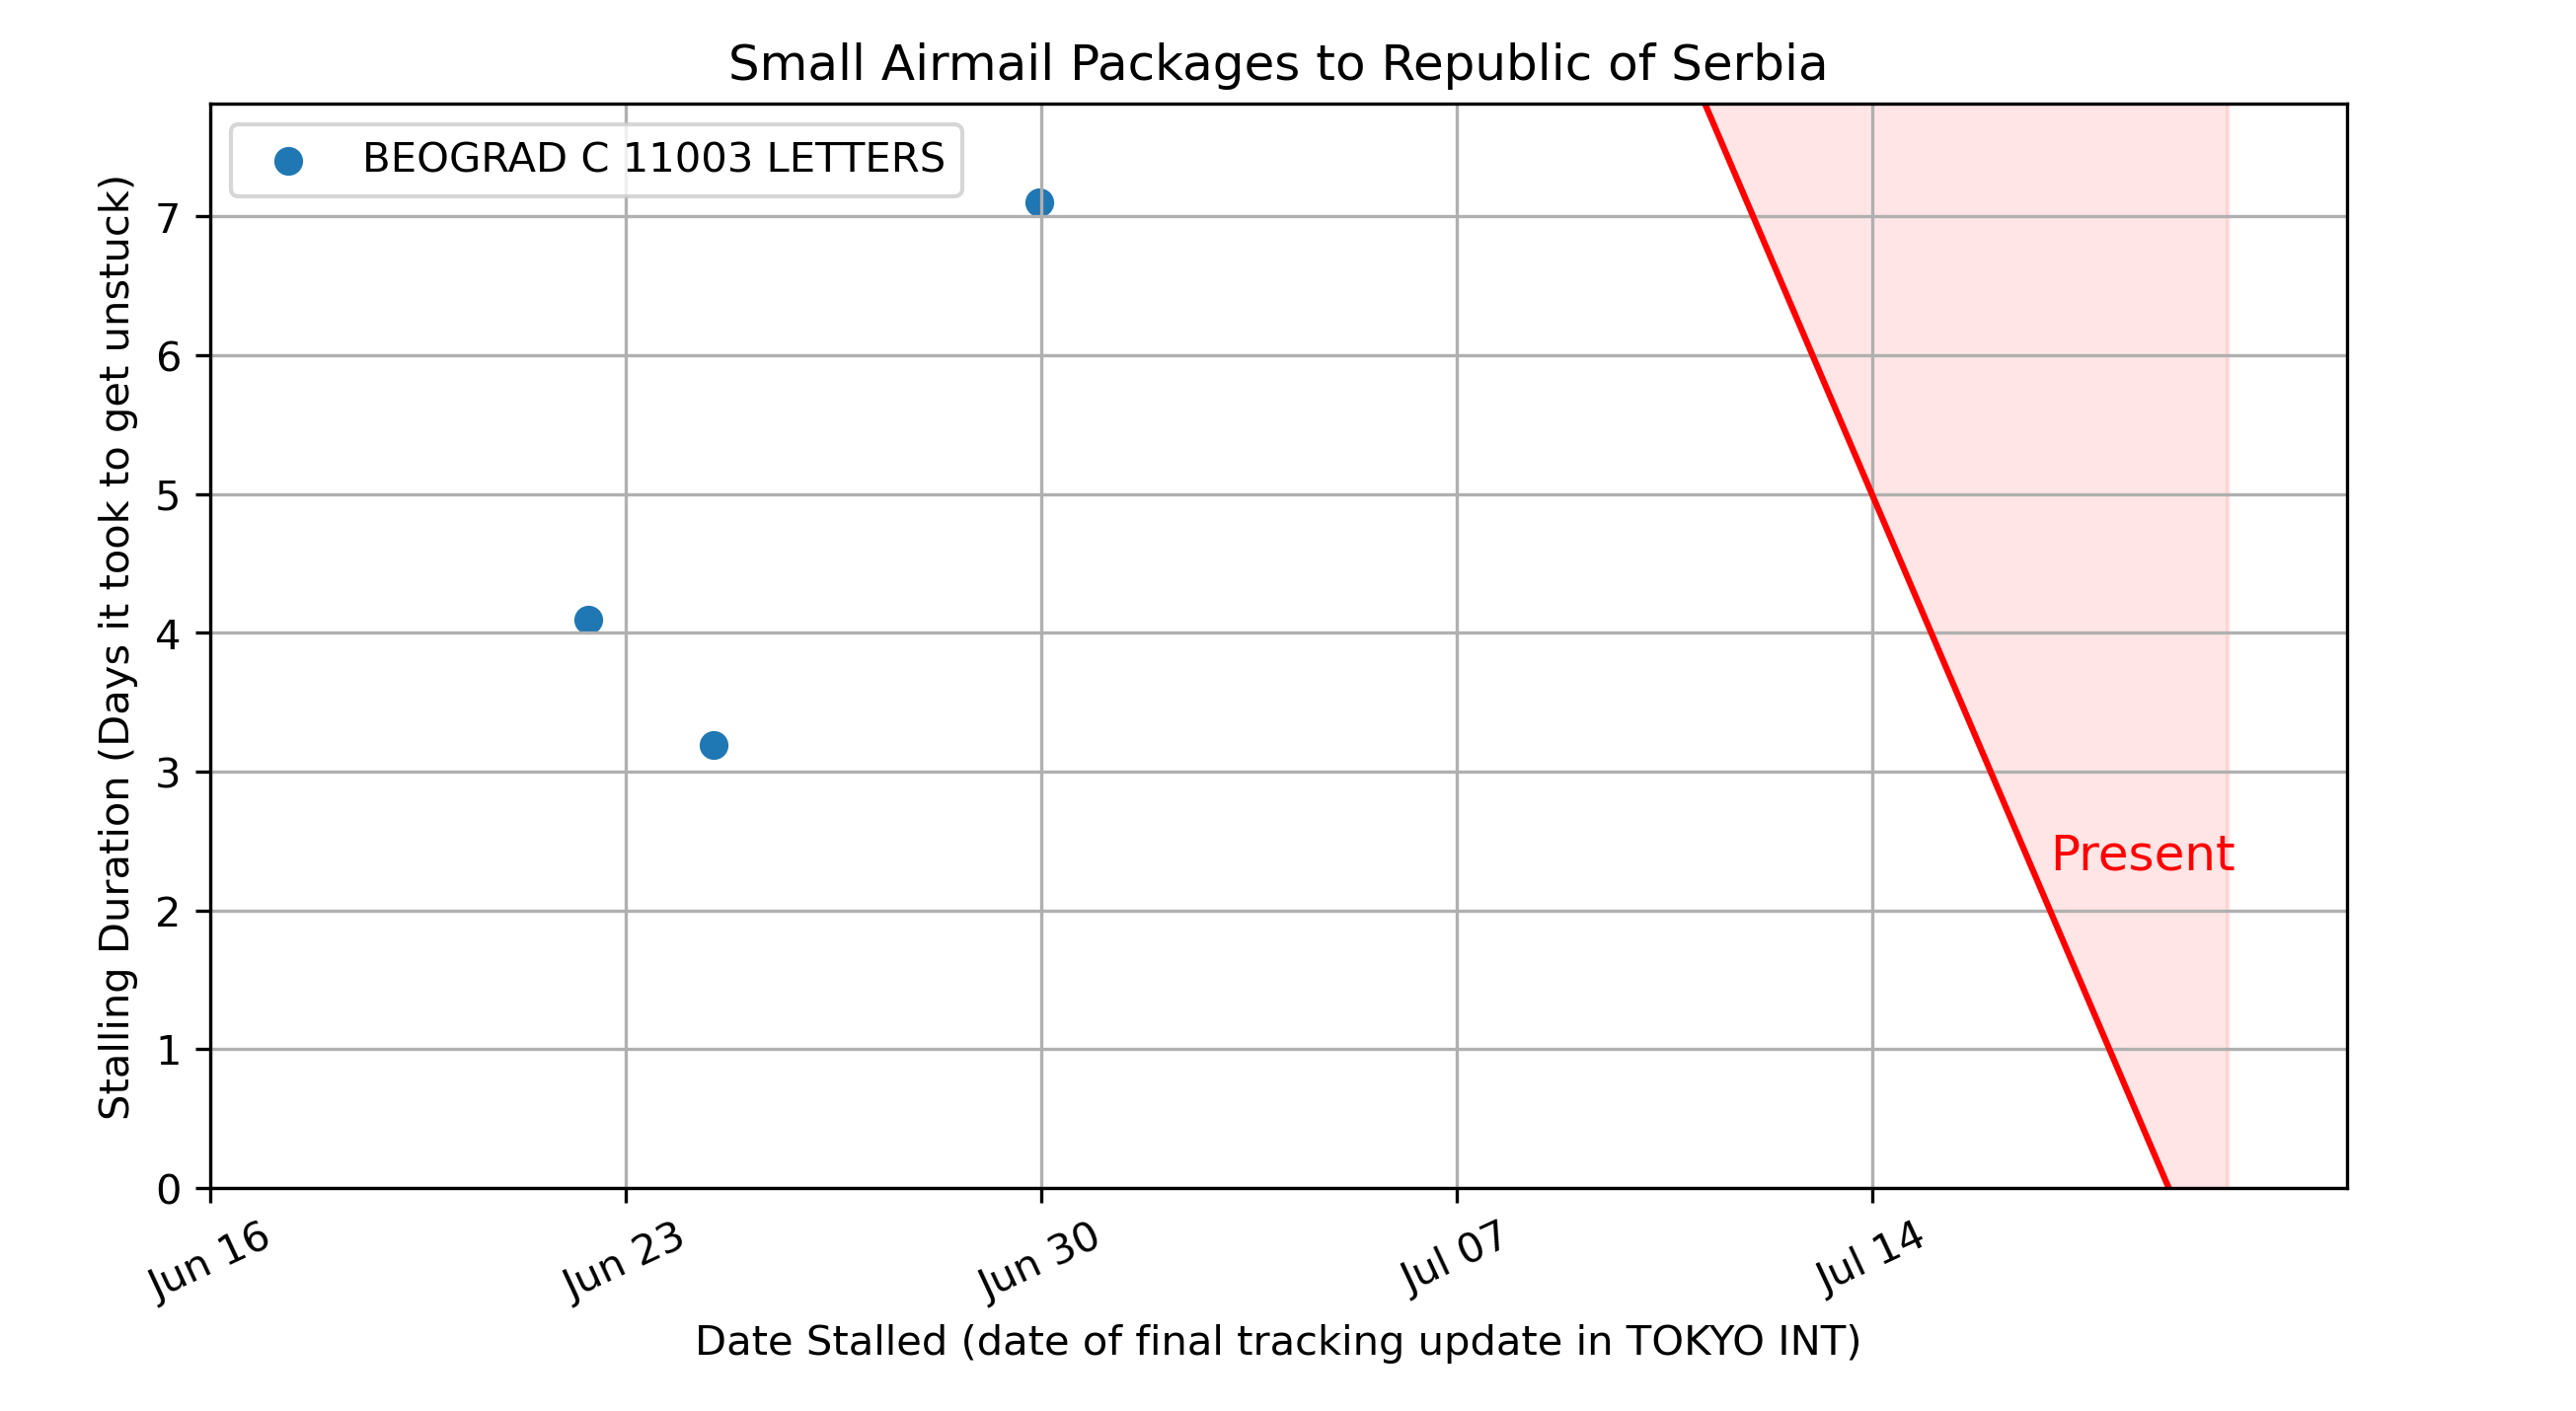 Small Airmail Packages to Republic of Serbia
BEOGRAD C 11003 LETTERS
Stalling Duration (Days it took to get unstuck)
7
6
5
4
3
2
1
0
Present
Jun 16
Jun 23
Jun 30
Jul 07
Jul 14
Date Stalled (date of final tracking update in TOKYO INT)